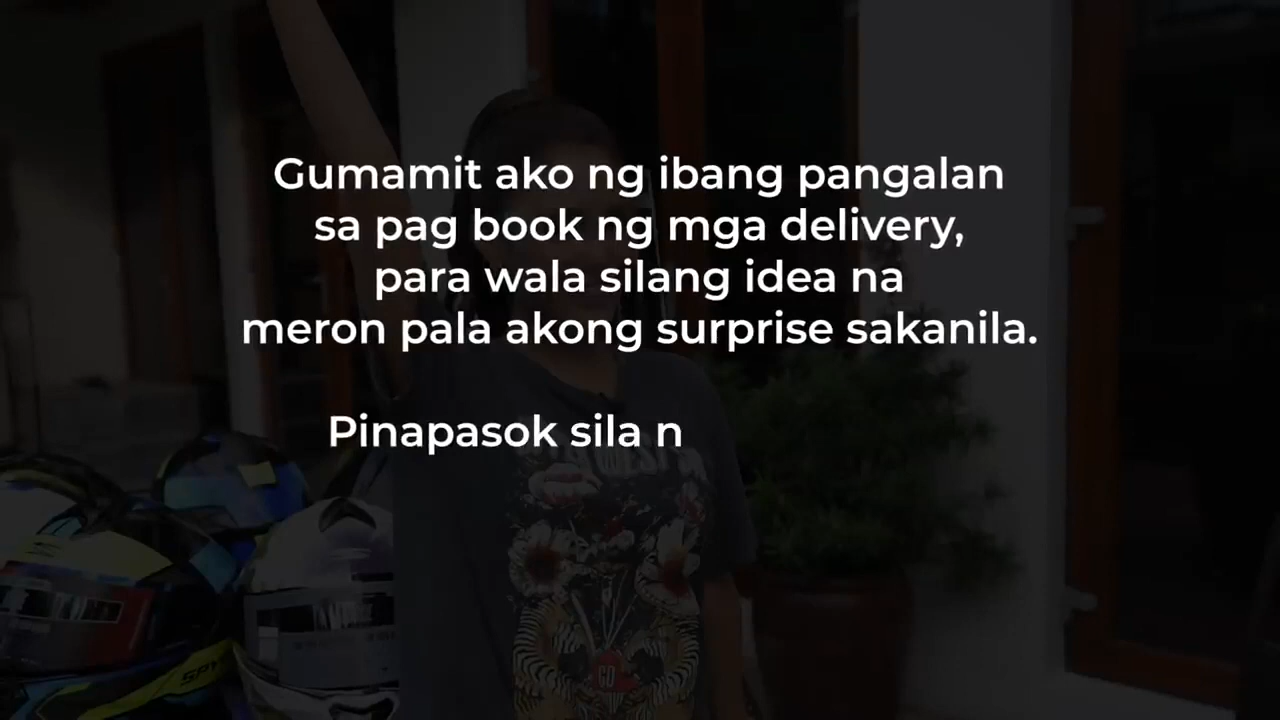 Gumamit ako ng ibang pangalan
sa pag book ng mga delivery,
para wala silang idea na
meron pala akong surprise sakanila.
Pinapasok sila n